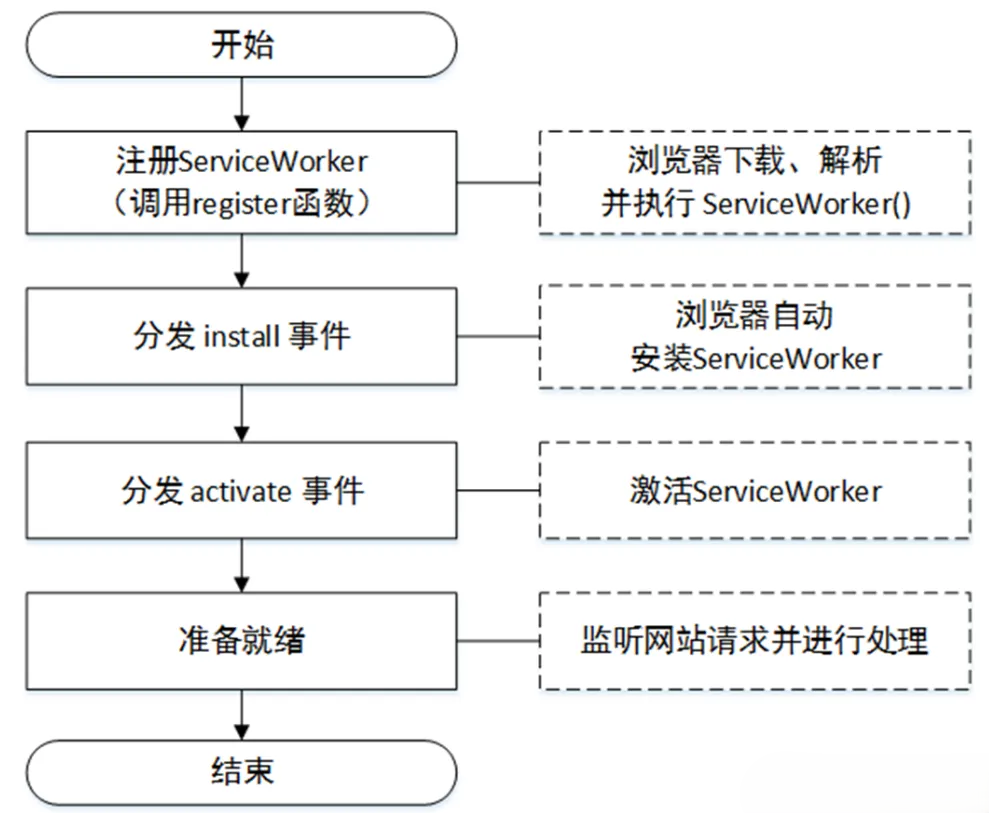 开始
注册ServiceWorker
（调用register函数）
浏览器下载、解析
并执行 ServiceWorker()
分发 install 事件
浏览器自动
安装ServiceWorker
分发 activate 事件
激活ServiceWorker
准备就绪
监听网站请求并进行处理
结束